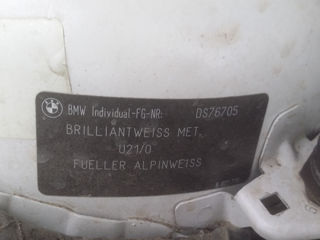 BMW Individual-FG-NR: DS76705
BRILLIANTWEISS MET.
U21/0
FUELLER ALPINWEISS